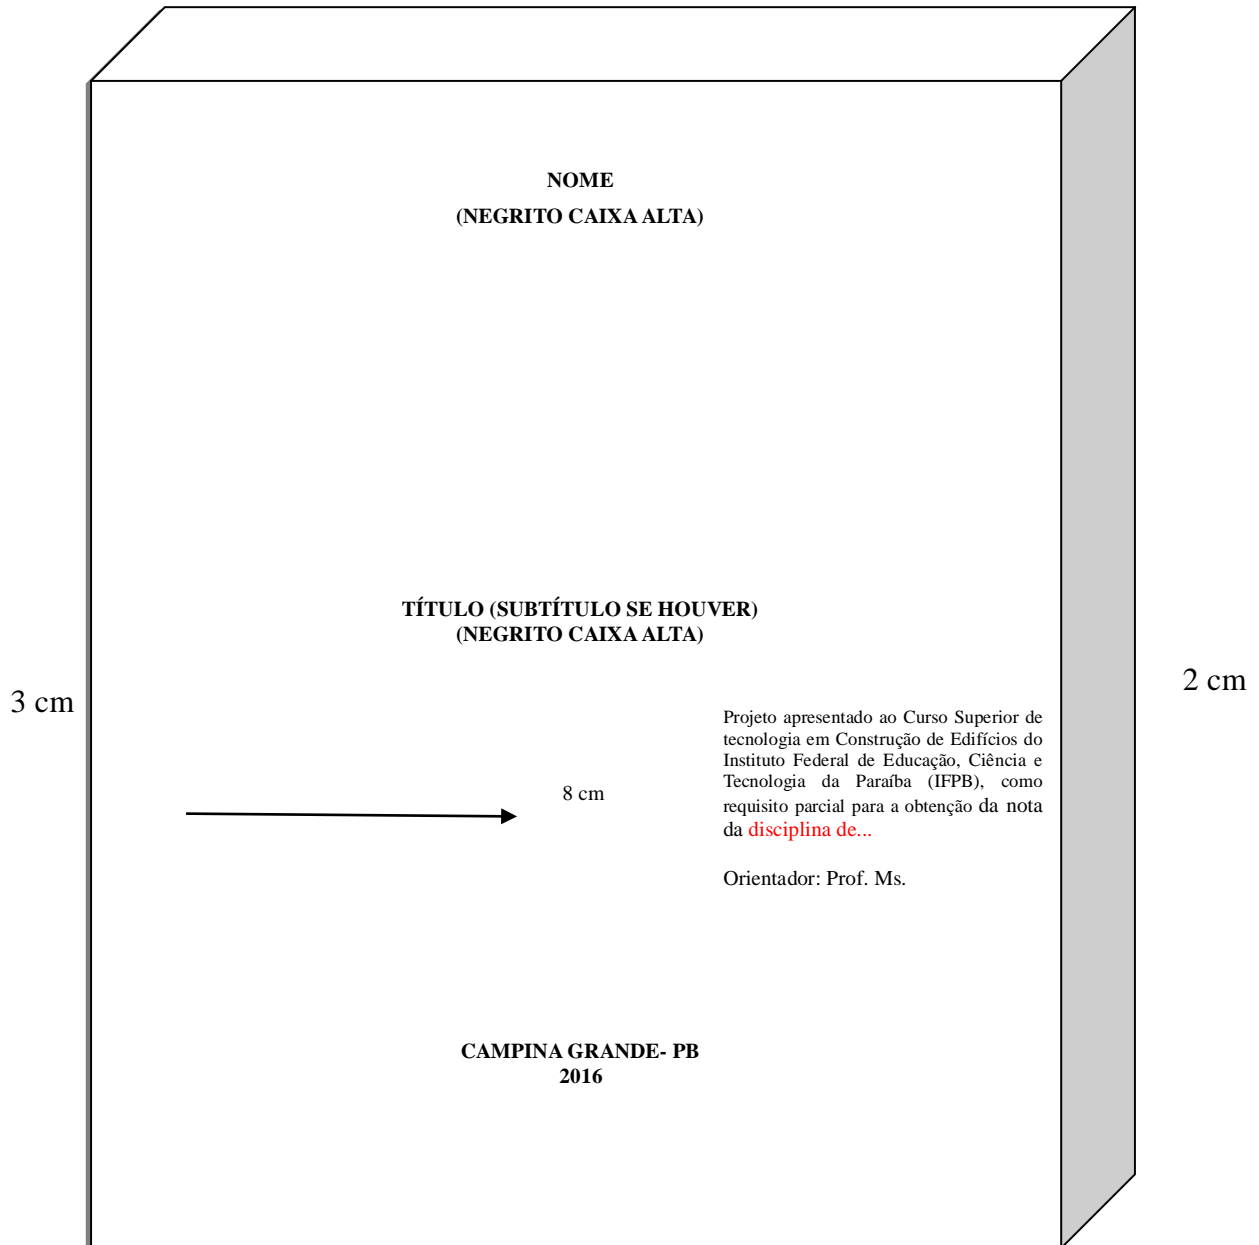 NOME
(NEGRITO CAIXA ALTA)
TÍTULO (SUBTÍTULO SE HOUVER)
(NEGRITO CAIXA ALTA)
3 cm
2 cm
Projeto apresentado ao Curso Superior de
tecnologia em Construção de Edifícios do
Instituto Federal de Educação, Ciência e
Tecnologia da Paraíba (IFPB), como
requisito parcial para a obtenção da nota
da disciplina de...
8 cm
Orientador: Prof. Ms.
CAMPINA GRANDE- PB
2016